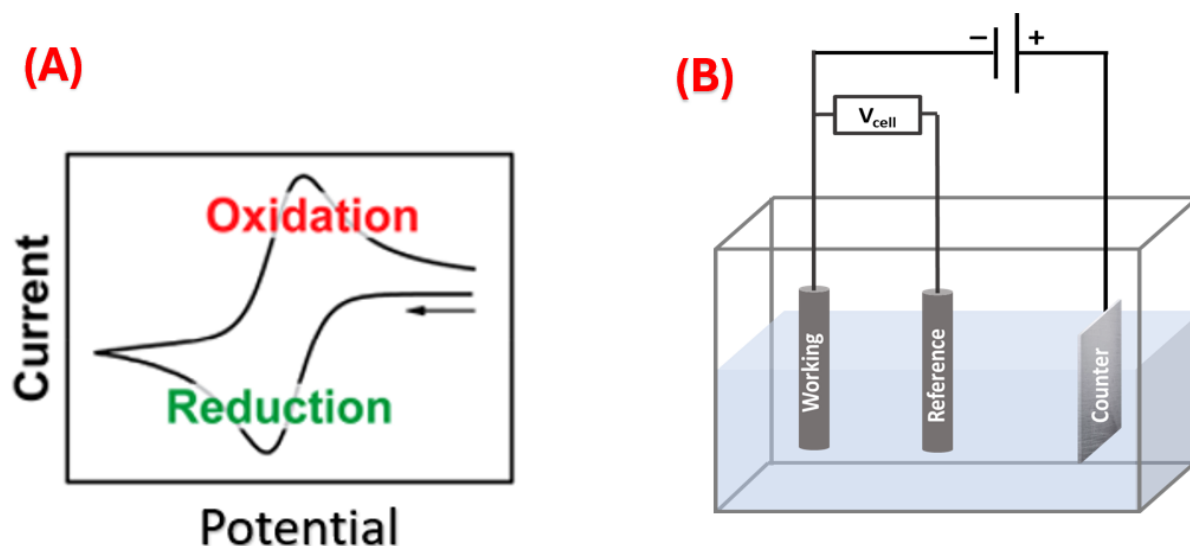 (A)
Oxidation
Reduction
Current
Potential
(B)
− +
Vcell
Working
Reference
Counter